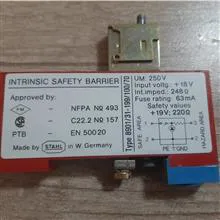 INTRINSIC SAFETY BARRIER
Approved by:
FM - NFPA № 493
- C22.2 № 157
PTB - EN 50020
Made by STAHL in W. Germany
UM: 250V
Input voltg.: +18V
Int. impedd: 248Ω
Fuse rating: 63mA
Safety values
+19V; 220Ω
SAFE AREA
HAZARD AREA
PE T GND